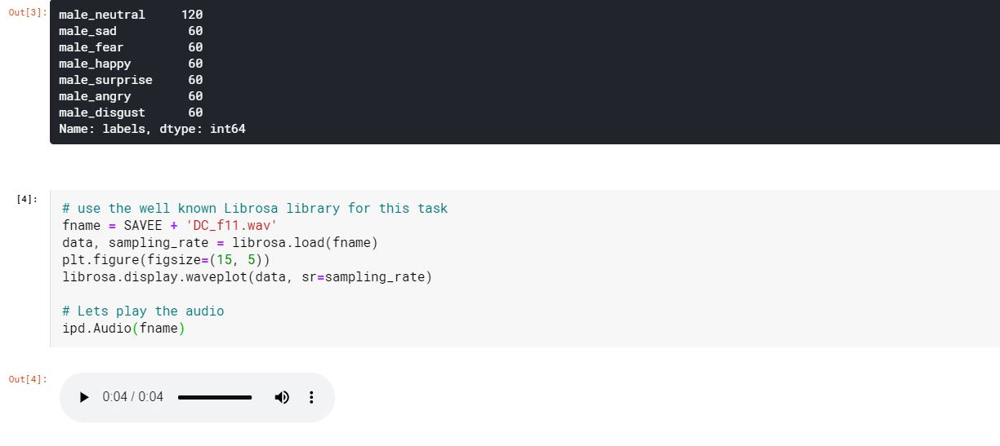 Out[3]:
male_neutral 120
male_sad 60
male_fear 60
male_happy 60
male_surprise 60
male_angry 60
male_disgust 60
Name: labels, dtype: int64
[4]:
# use the well known Librosa library for this task
fname = SAVEE + 'DC_f11.wav'
data, sampling_rate = librosa.load(fname)
plt.figure(figsize=(15, 5))
librosa.display.waveplot(data, sr=sampling_rate)
# Lets play the audio
ipd.Audio(fname)
Out[4]:
0:04 / 0:04